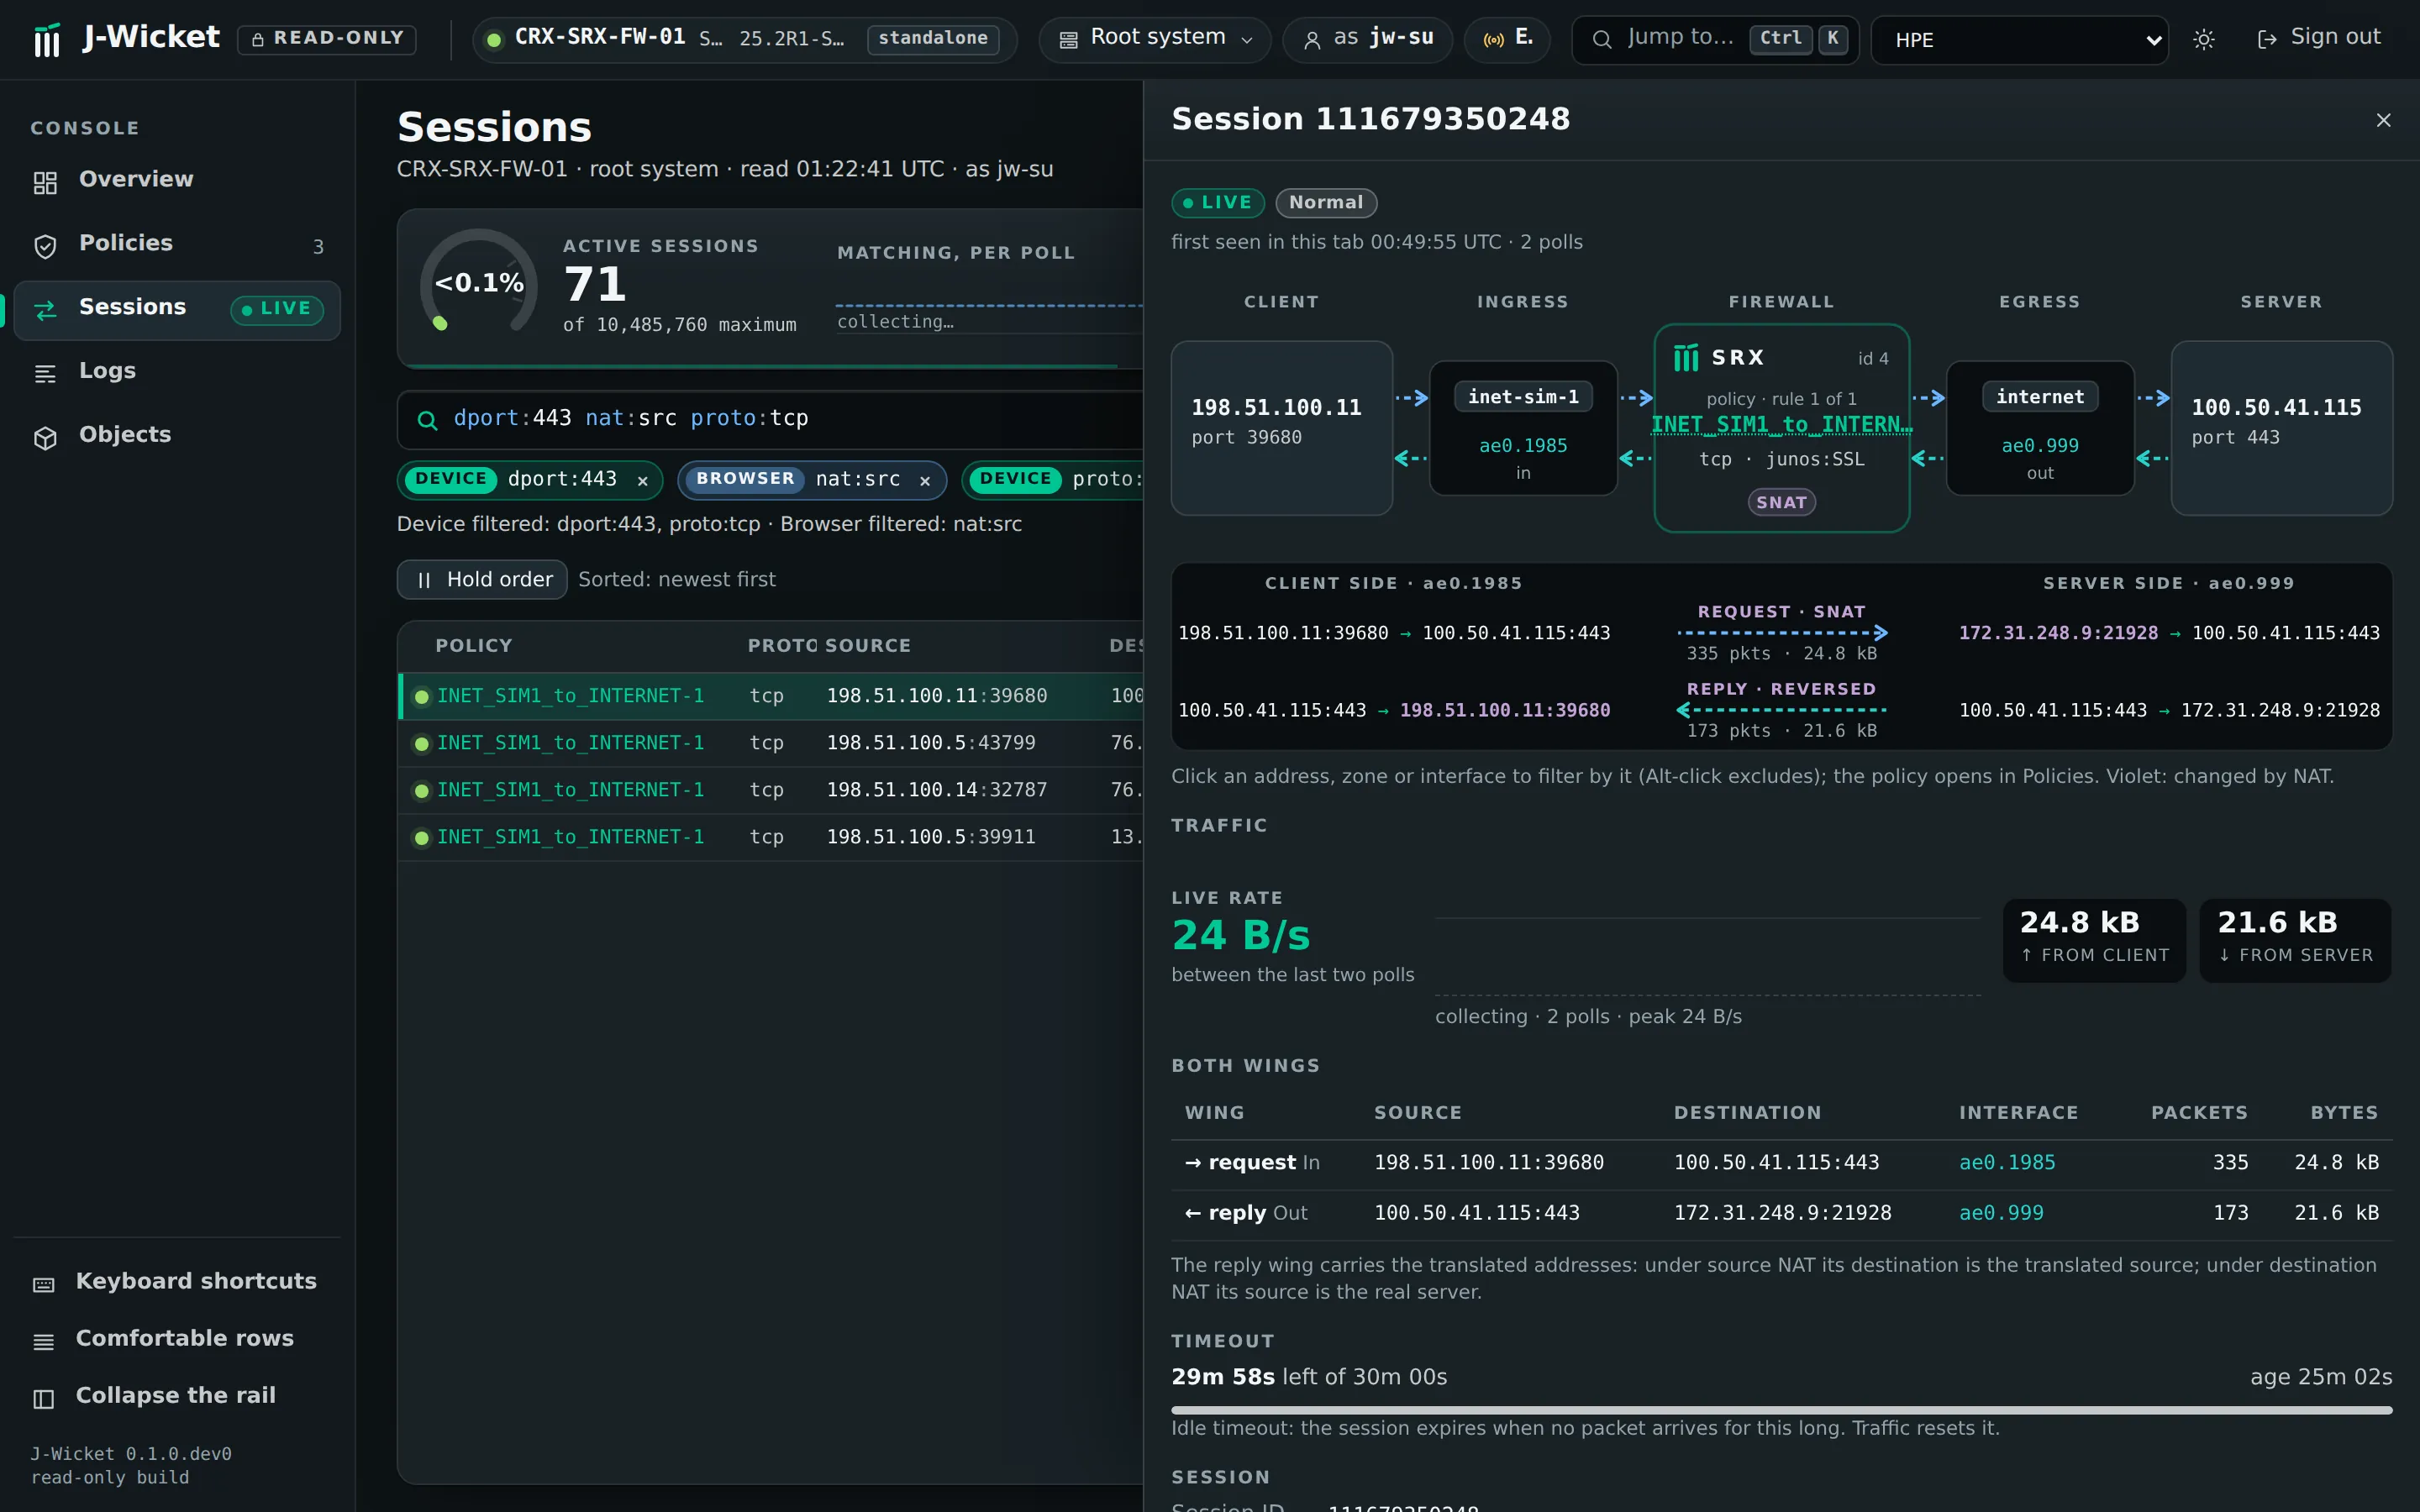 J-Wicket READ-ONLY CRX-SRX-FW-01 S… 25.2R1-S… standalone Root system as jw-su E. Jump to… Ctrl K HPE Sign out
CONSOLE
Overview
Policies 3
Sessions LIVE
Logs
Objects
Keyboard shortcuts
Comfortable rows
Collapse the rail
J-Wicket 0.1.0.dev0
read-only build
Sessions
CRX-SRX-FW-01 · root system · read 01:22:41 UTC · as jw-su
<0.1%
ACTIVE SESSIONS
71
of 10,485,760 maximum
MATCHING, PER POLL
collecting…
dport:443 nat:src proto:tcp
DEVICE dport:443 × BROWSER nat:src × DEVICE proto:
Device filtered: dport:443, proto:tcp · Browser filtered: nat:src
Hold order Sorted: newest first
POLICY PROTO SOURCE DES
INET_SIM1_to_INTERNET-1 tcp 198.51.100.11:39680 100
INET_SIM1_to_INTERNET-1 tcp 198.51.100.5:43799 76.
INET_SIM1_to_INTERNET-1 tcp 198.51.100.14:32787 76.
INET_SIM1_to_INTERNET-1 tcp 198.51.100.5:39911 13.
Session 111679350248 ×
LIVE Normal
first seen in this tab 00:49:55 UTC · 2 polls
CLIENT INGRESS FIREWALL EGRESS SERVER
198.51.100.11
port 39680
inet-sim-1
ae0.1985
in
SRX id 4
policy · rule 1 of 1
INET_SIM1_to_INTERN…
tcp · junos:SSL
SNAT
internet
ae0.999
out
100.50.41.115
port 443
CLIENT SIDE · ae0.1985 SERVER SIDE · ae0.999
REQUEST · SNAT
198.51.100.11:39680 → 100.50.41.115:443 172.31.248.9:21928 → 100.50.41.115:443
335 pkts · 24.8 kB
REPLY · REVERSED
100.50.41.115:443 → 198.51.100.11:39680 100.50.41.115:443 → 172.31.248.9:21928
173 pkts · 21.6 kB
Click an address, zone or interface to filter by it (Alt-click excludes); the policy opens in Policies. Violet: changed by NAT.
TRAFFIC
LIVE RATE
24 B/s
between the last two polls
collecting · 2 polls · peak 24 B/s
24.8 kB
↑ FROM CLIENT
21.6 kB
↓ FROM SERVER
BOTH WINGS
WING SOURCE DESTINATION INTERFACE PACKETS BYTES
→ request In 198.51.100.11:39680 100.50.41.115:443 ae0.1985 335 24.8 kB
← reply Out 100.50.41.115:443 172.31.248.9:21928 ae0.999 173 21.6 kB
The reply wing carries the translated addresses: under source NAT its destination is the translated source; under destination
NAT its source is the real server.
TIMEOUT
29m 58s left of 30m 00s age 25m 02s
Idle timeout: the session expires when no packet arrives for this long. Traffic resets it.
SESSION
Session ID 111679350248